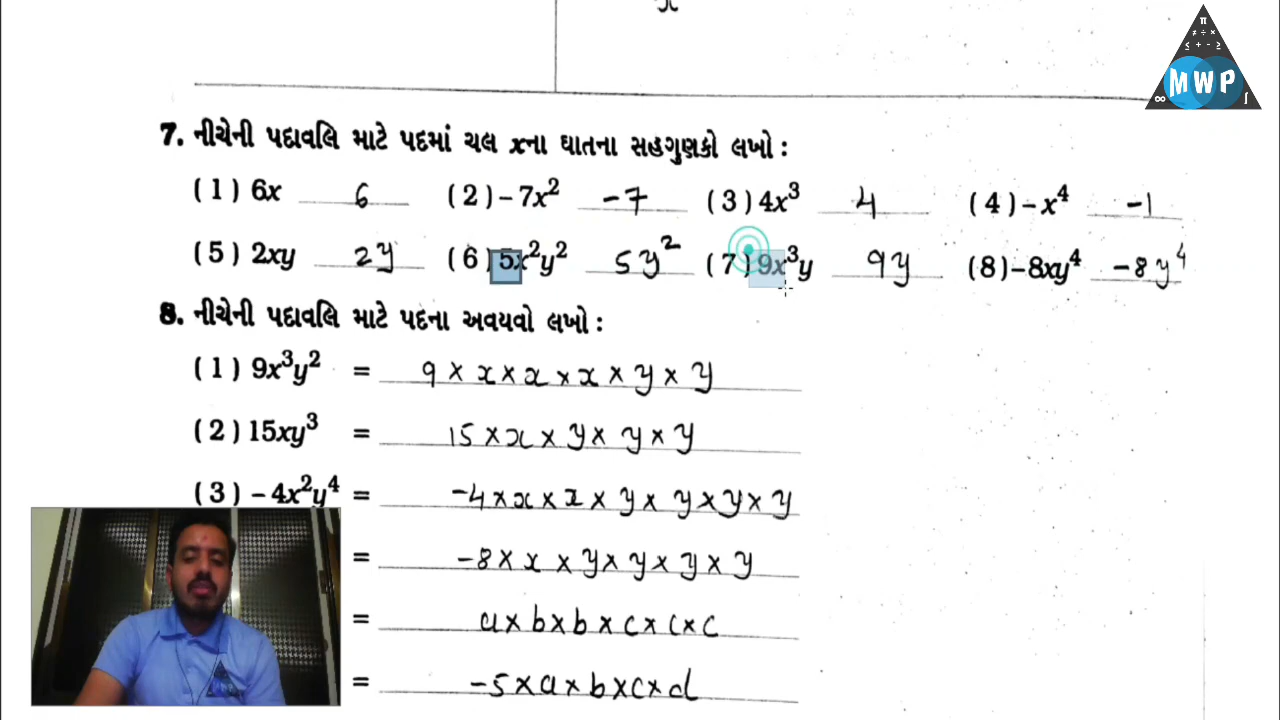 π
≠ ÷ ×
≤ + - ≥
MWP
∞ ∫
x
7. નીચેની પદાવલિ માટે પદમાં ચલ xના ઘાતના સહગુણકો લખો :
(1) 6x 6 (2) -7x² -7 (3) 4x³ 4 (4) -x⁴ -1
(5) 2xy 2y (6) 5x²y² 5y² (7) 9x³y 9y (8) -8xy⁴ -8y⁴
8. નીચેની પદાવલિ માટે પદના અવયવો લખો :
(1) 9x³y² = 9 × x × x × x × y × y
(2) 15xy³ = 15 × x × y × y × y
(3) -4x²y⁴ = -4 × x × x × y × y × y × y
= -8 × x × y × y × y × y
= a × b × b × c × c × c
= -5 × a × b × c × d